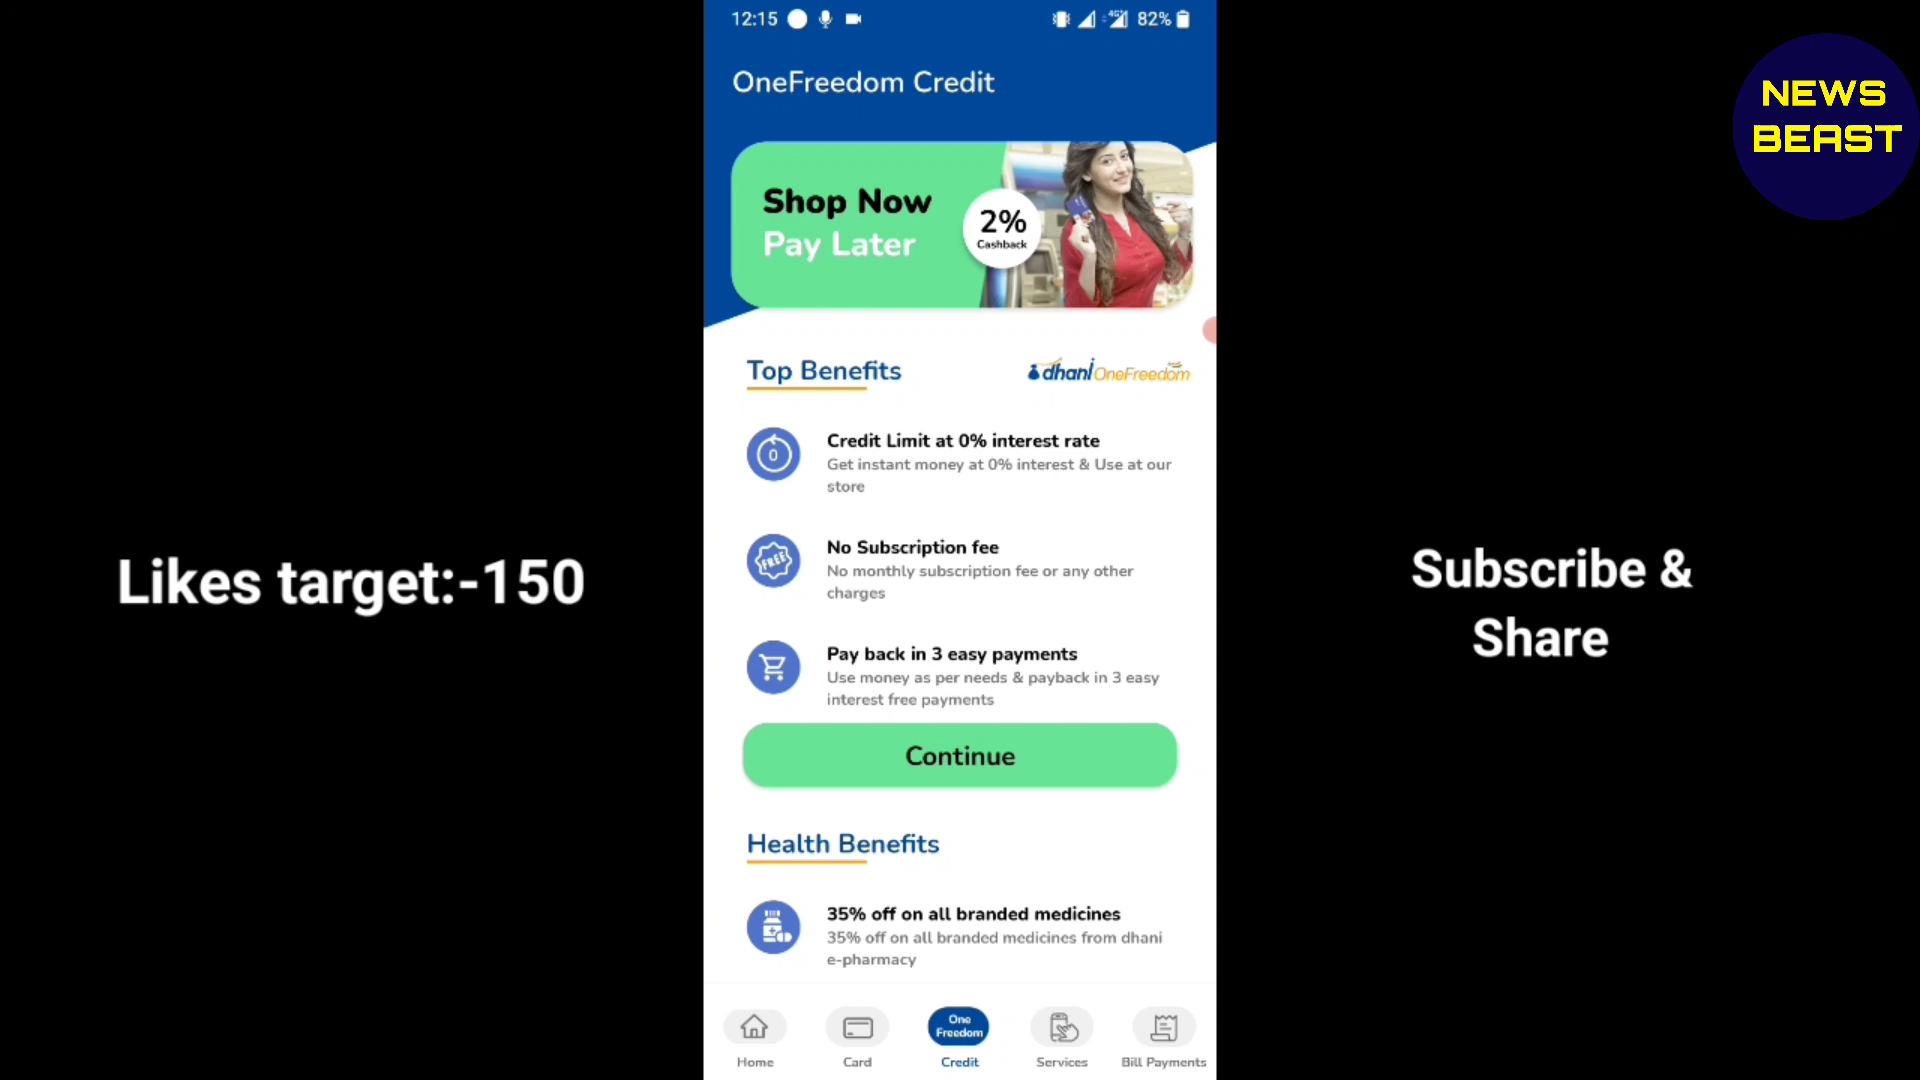 12:15
4G
82%
NEWS
BEAST
OneFreedom Credit
Shop Now
Pay Later
2%
Cashback
Top Benefits
dhani OneFreedom
0
Credit Limit at 0% interest rate
Get instant money at 0% interest & Use at our
store
FREE
No Subscription fee
No monthly subscription fee or any other
charges
Likes target:-150
Subscribe &
Share
Pay back in 3 easy payments
Use money as per needs & payback in 3 easy
interest free payments
Continue
Health Benefits
35% off on all branded medicines
35% off on all branded medicines from dhani
e-pharmacy
One
Freedom
Home
Card
Credit
Services
Bill Payments